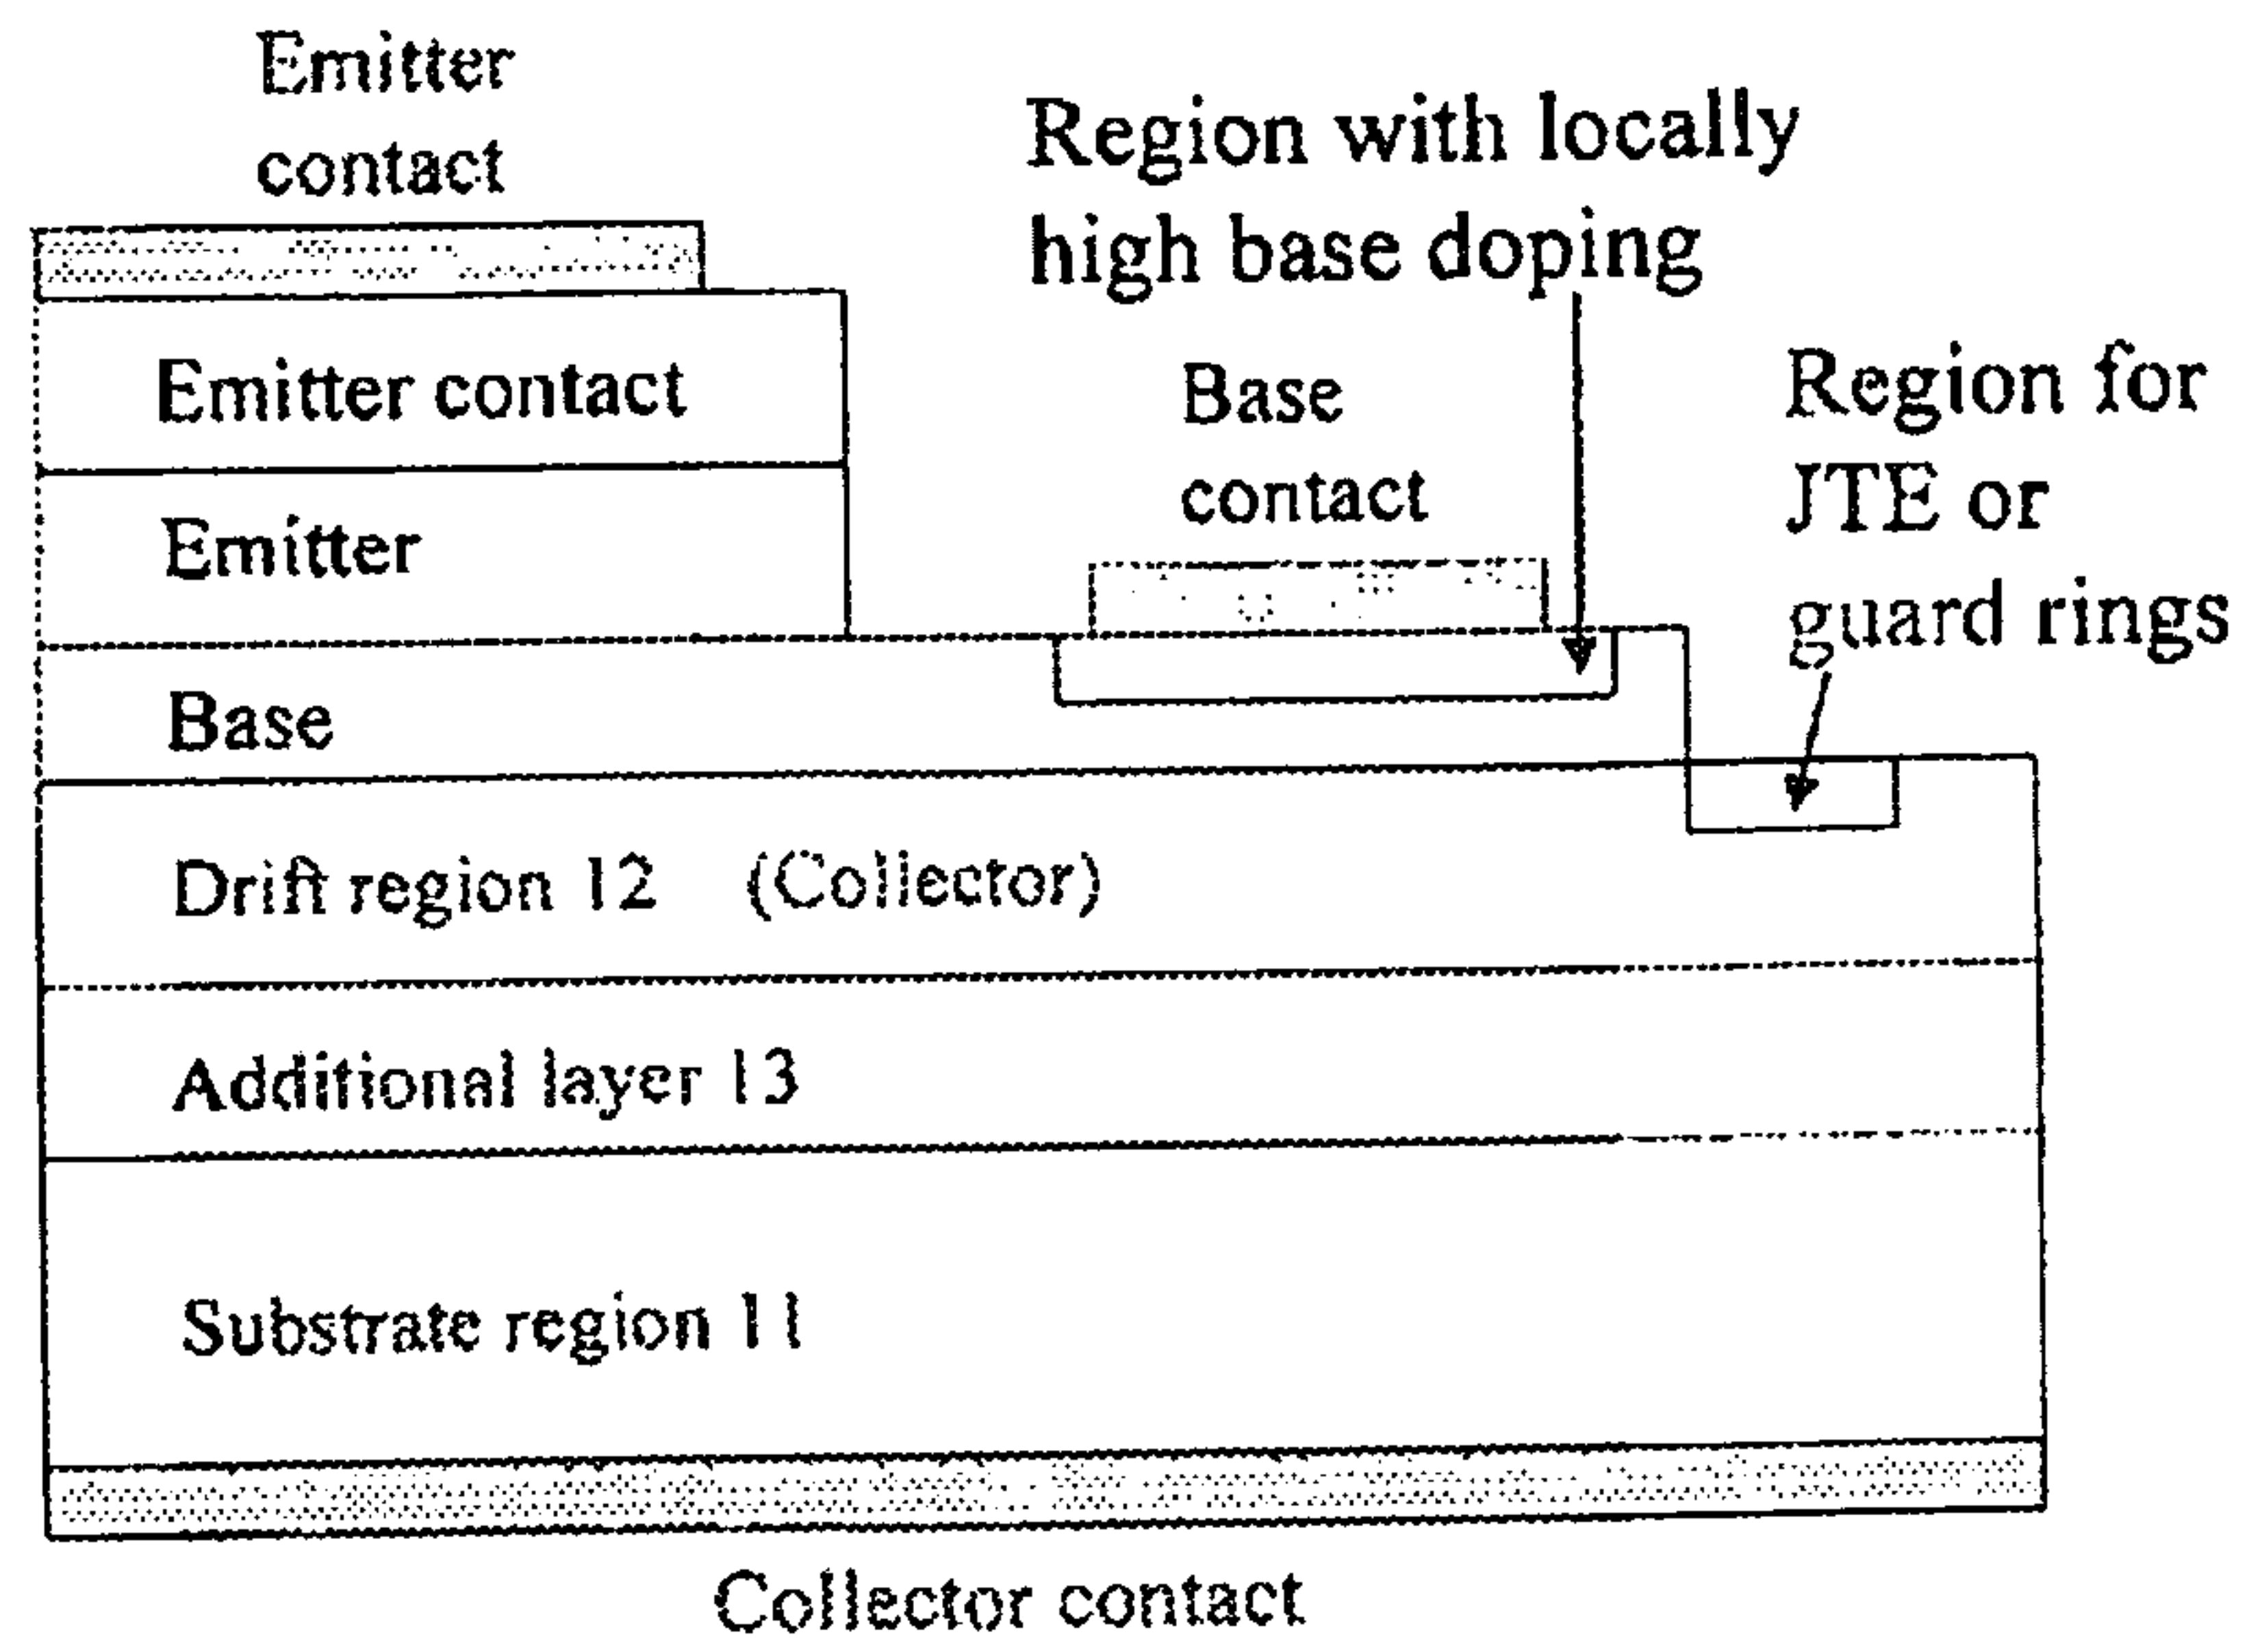 Emitter
contact
Region with locally
high base doping
Emitter contact
Base
contact
Region for
JTE or
guard rings
Emitter
Base
Drift region 12 (Collector)
Additional layer 13
Substrate region 11
Collector contact